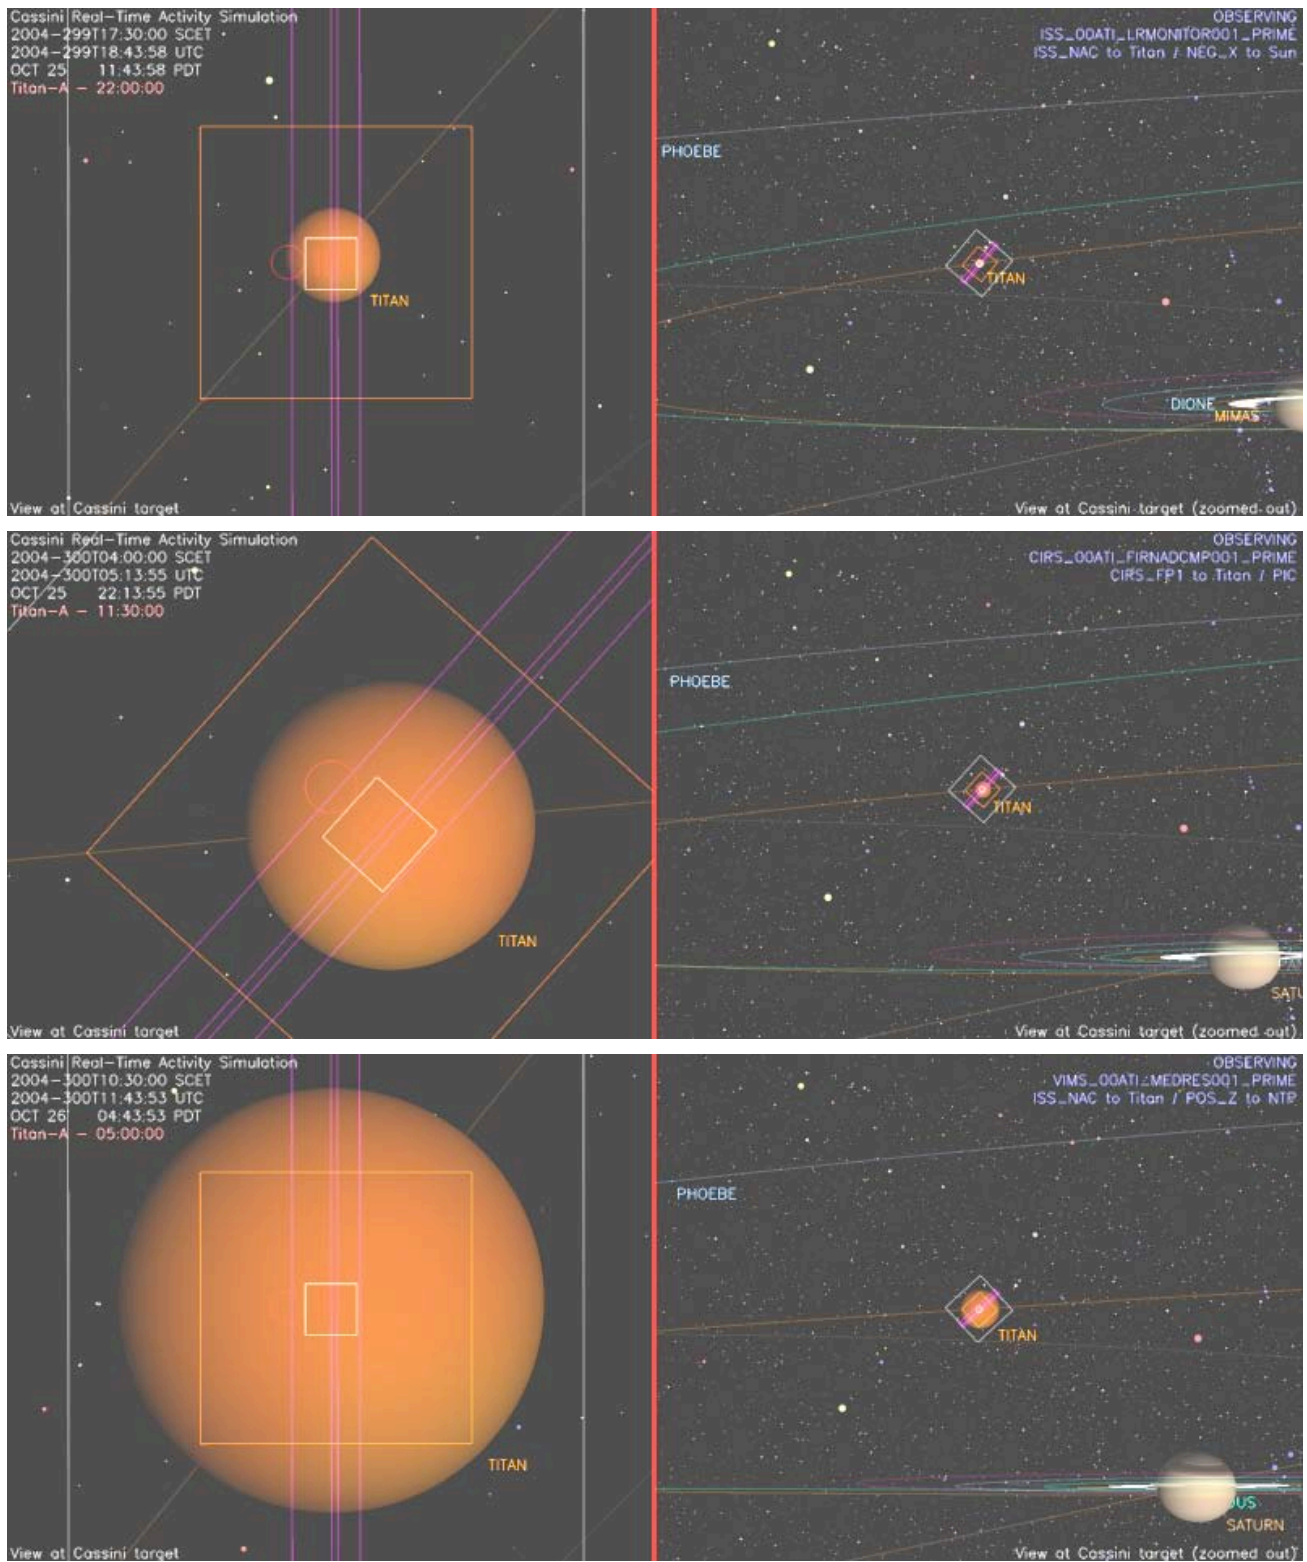 Cassini Real-Time Activity Simulation
2004-299T17:30:00 SCET
2004-299T18:43:58 UTC
OCT 25 11:43:58 PDT
Titan-A - 22:00:00
TITAN
View at Cassini target
OBSERVING
ISS_00ATI_LRMONITOR001_PRIME
ISS_NAC to Titan / NEG_X to Sun
PHOEBE
TITAN
DIONE
MIMAS
View at Cassini target (zoomed out)
Cassini Real-Time Activity Simulation
2004-300T04:00:00 SCET
2004-300T05:13:55 UTC
OCT 25 22:13:55 PDT
Titan-A - 11:30:00
TITAN
View at Cassini target
OBSERVING
CIRS_00ATI_FIRNADCMP001_PRIME
CIRS_FP1 to Titan / PIC
PHOEBE
TITAN
SATU
View at Cassini target (zoomed out)
Cassini Real-Time Activity Simulation
2004-300T10:30:00 SCET
2004-300T11:43:53 UTC
OCT 26 04:43:53 PDT
Titan-A - 05:00:00
TITAN
View at Cassini target
OBSERVING
VIMS_00ATI_MEDRES001_PRIME
ISS_NAC to Titan / POS_Z to NTP
PHOEBE
TITAN
DUS
SATURN
View at Cassini target (zoomed out)